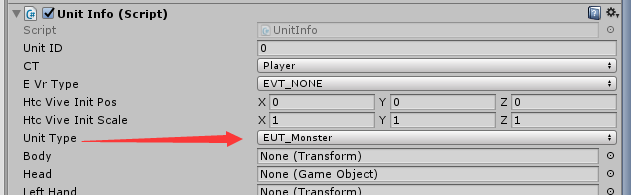 Unit Info (Script)
Script UnitInfo
Unit ID 0
CT Player
E Vr Type EVT_NONE
Htc Vive Init Pos X 0 Y 0 Z 0
Htc Vive Init Scale X 1 Y 1 Z 1
Unit Type EUT_Monster
Body None (Transform)
Head None (Game Object)
Left Hand None (Transform)